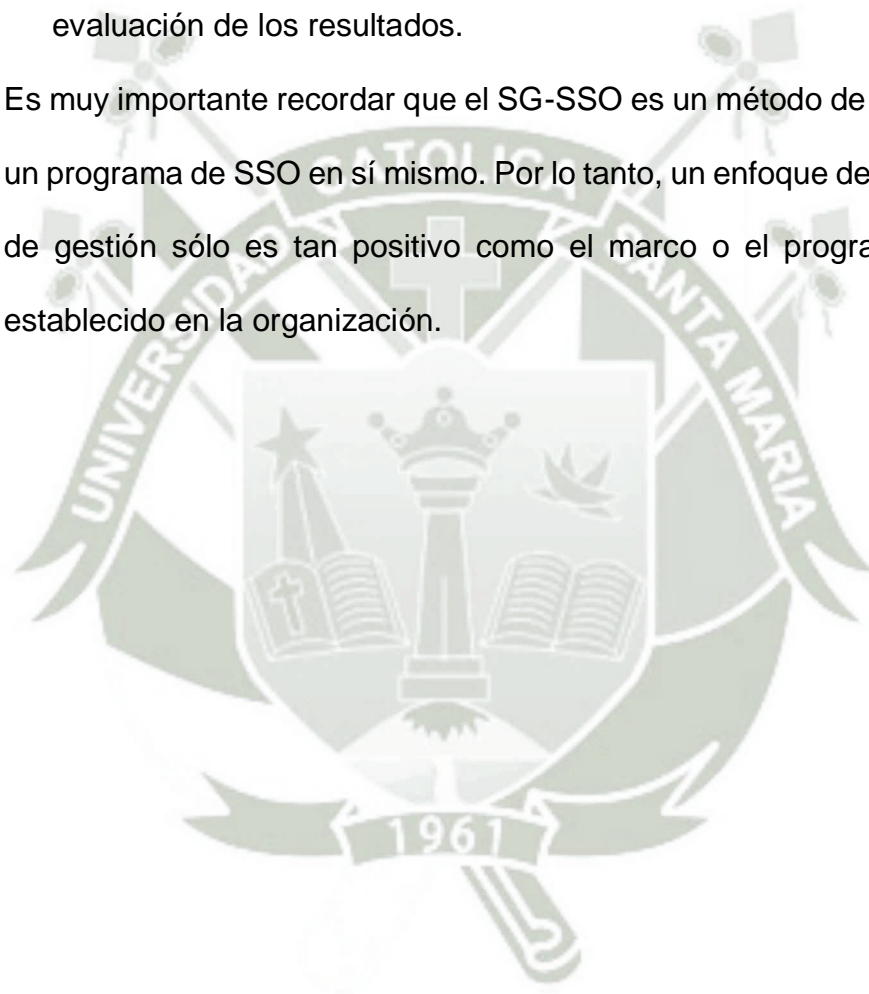 evaluación de los resultados.
Es muy importante recordar que el SG-SSO es un método de
un programa de SSO en sí mismo. Por lo tanto, un enfoque de
de gestión sólo es tan positivo como el marco o el progra
establecido en la organización.
UNIVERSIDAD CATOLICA SANTA MARIA
1961